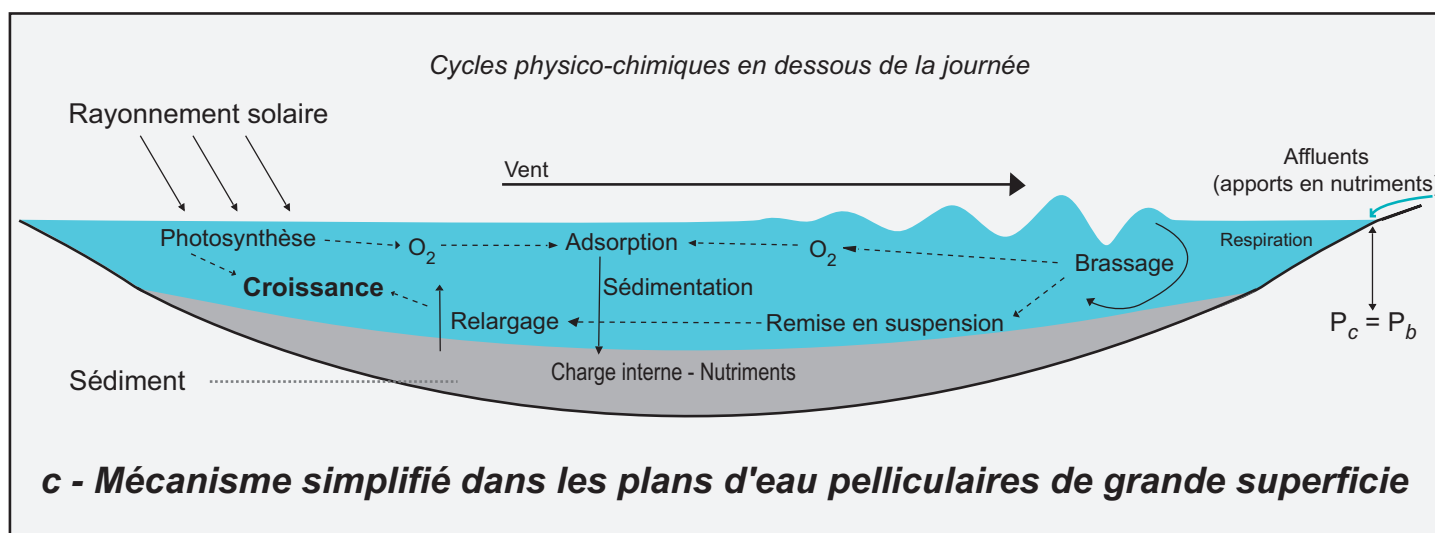 Cycles physico-chimiques en dessous de la journée
Rayonnement solaire
Vent
Affluents
(apports en nutriments)
Photosynthèse
O2
Adsorption
O2
Brassage
Respiration
Croissance
Sédimentation
Relargage
Remise en suspension
Pc = Pb
Sédiment
Charge interne - Nutriments
c - Mécanisme simplifié dans les plans d'eau pelliculaires de grande superficie